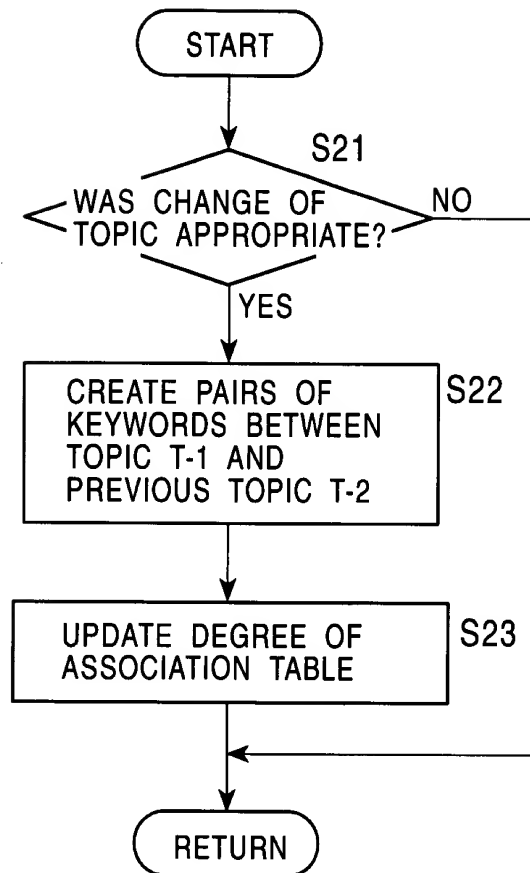 START
S21
WAS CHANGE OF
TOPIC APPROPRIATE?
NO
YES
CREATE PAIRS OF
KEYWORDS BETWEEN
TOPIC T-1 AND
PREVIOUS TOPIC T-2
S22
UPDATE DEGREE OF
ASSOCIATION TABLE
S23
RETURN